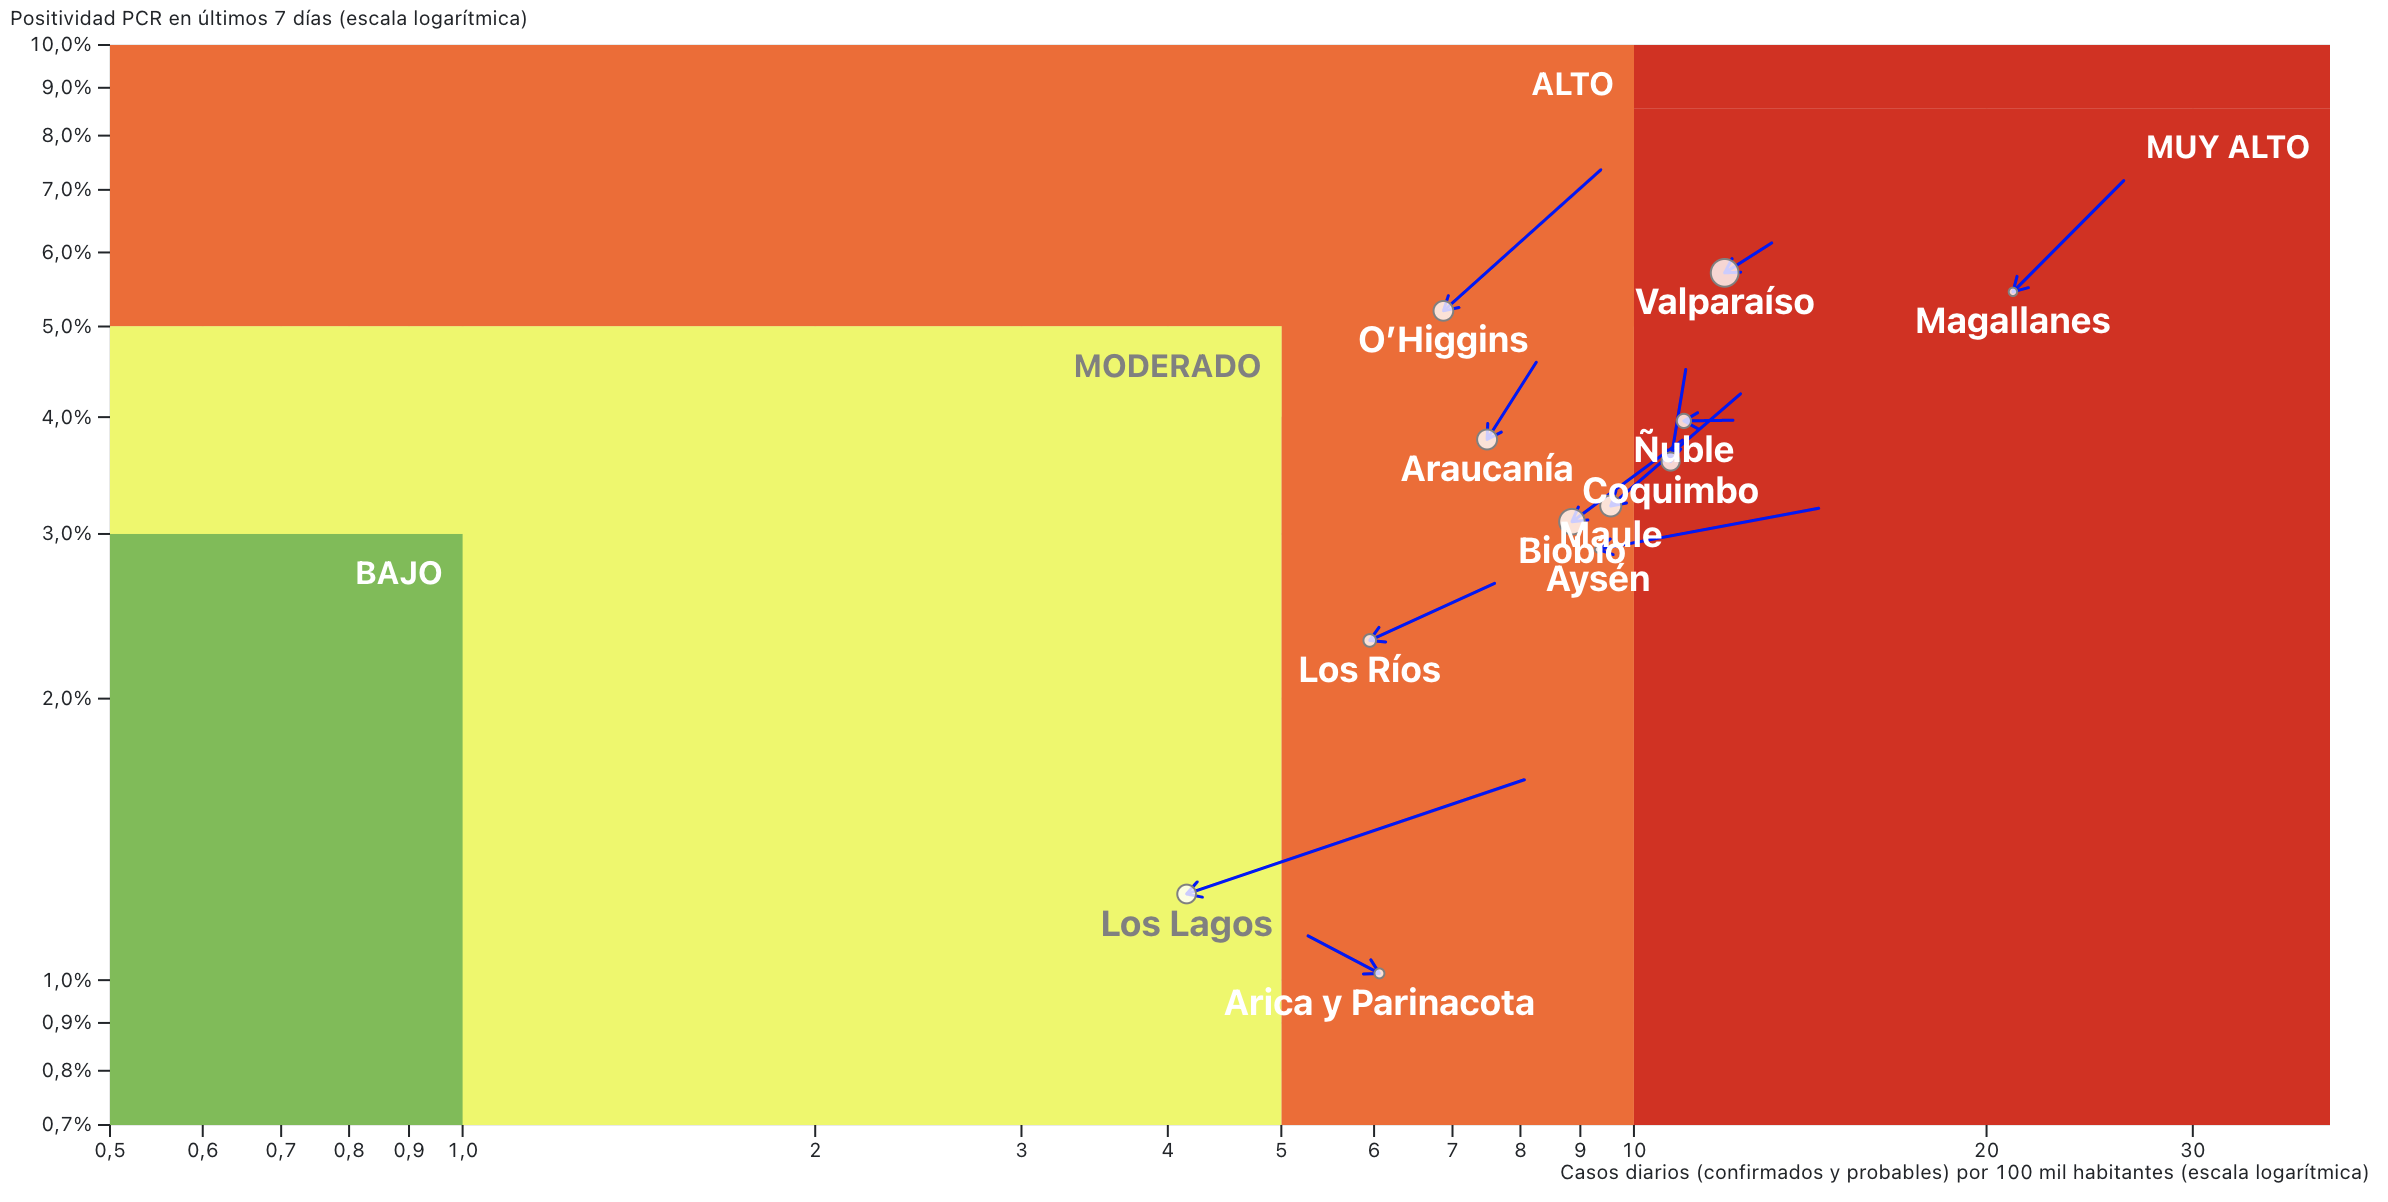 Positividad PCR en últimos 7 días (escala logarítmica)
10,0%
9,0%
8,0%
7,0%
6,0%
5,0%
4,0%
3,0%
2,0%
1,0%
0,9%
0,8%
0,7%
ALTO
MUY ALTO
Valparaíso
Magallanes
O’Higgins
MODERADO
Ñuble
Araucanía
Coquimbo
Maule
Biobío
BAJO
Aysén
Los Ríos
Los Lagos
Arica y Parinacota
0,5 0,6 0,7 0,8 0,9 1,0 2 3 4 5 6 7 8 9 10 20 30
Casos diarios (confirmados y probables) por 100 mil habitantes (escala logarítmica)